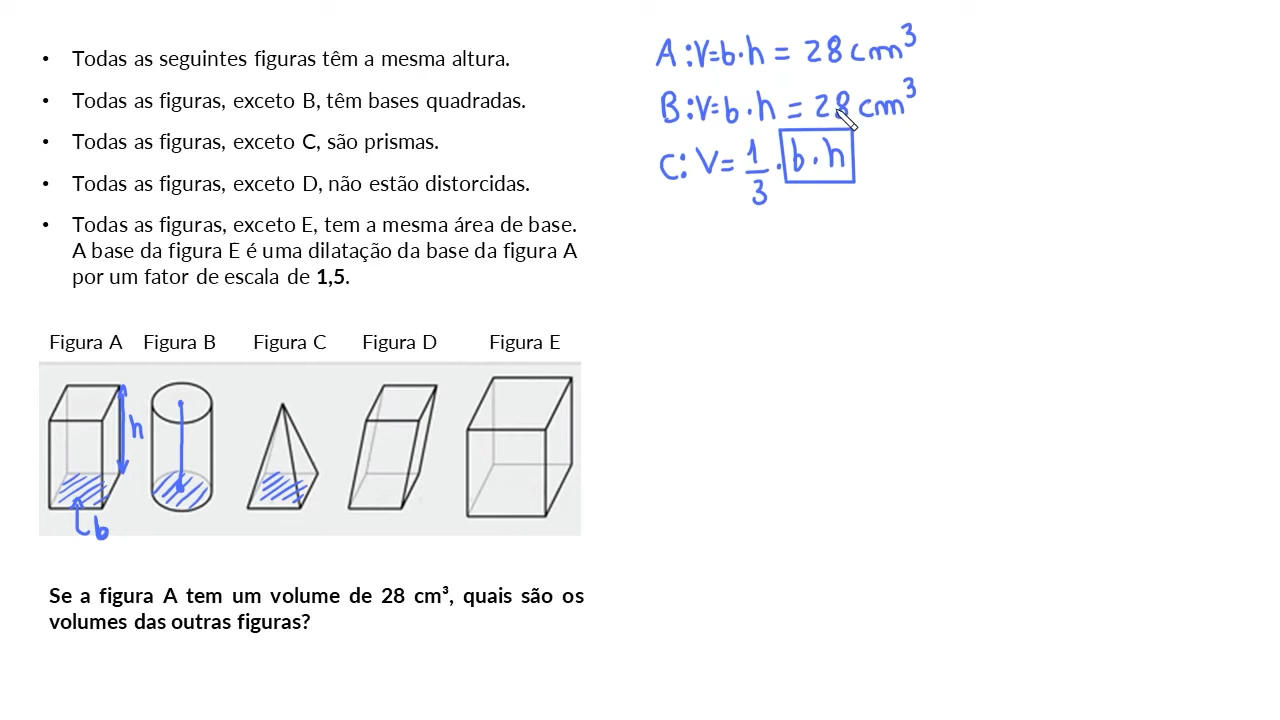 • Todas as seguintes figuras têm a mesma altura.
• Todas as figuras, exceto B, têm bases quadradas.
• Todas as figuras, exceto C, são prismas.
• Todas as figuras, exceto D, não estão distorcidas.
• Todas as figuras, exceto E, tem a mesma área de base.
A base da figura E é uma dilatação da base da figura A
por um fator de escala de 1,5.
Figura A Figura B Figura C Figura D Figura E
h
b
Se a figura A tem um volume de 28 cm³, quais são os
volumes das outras figuras?
A: V=b·h = 28 cm³
B: V=b·h = 28 cm³
C: V= 1/3 · b·h